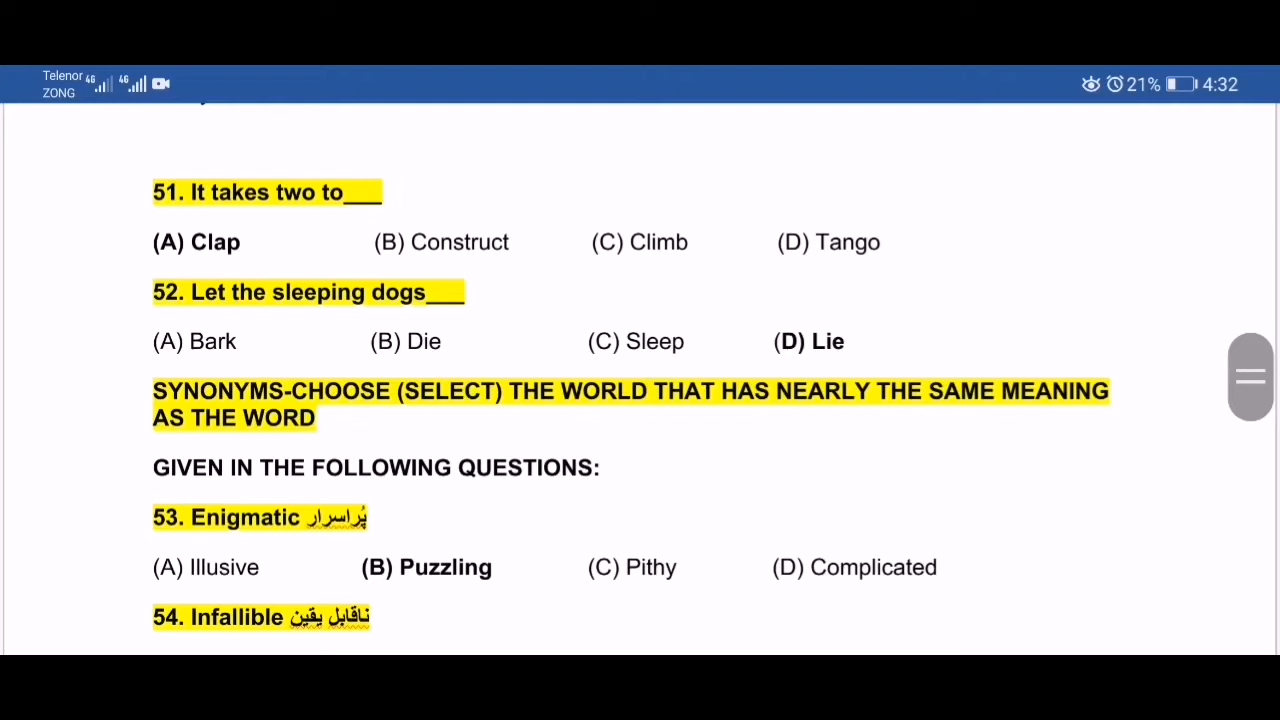 Telenor 4G 4G 21% 4:32
ZONG
51. It takes two to___
(A) Clap (B) Construct (C) Climb (D) Tango
52. Let the sleeping dogs___
(A) Bark (B) Die (C) Sleep (D) Lie
SYNONYMS-CHOOSE (SELECT) THE WORLD THAT HAS NEARLY THE SAME MEANING
AS THE WORD
GIVEN IN THE FOLLOWING QUESTIONS:
53. Enigmatic پُراسرار
(A) Illusive (B) Puzzling (C) Pithy (D) Complicated
54. Infallible ناقابل یقین